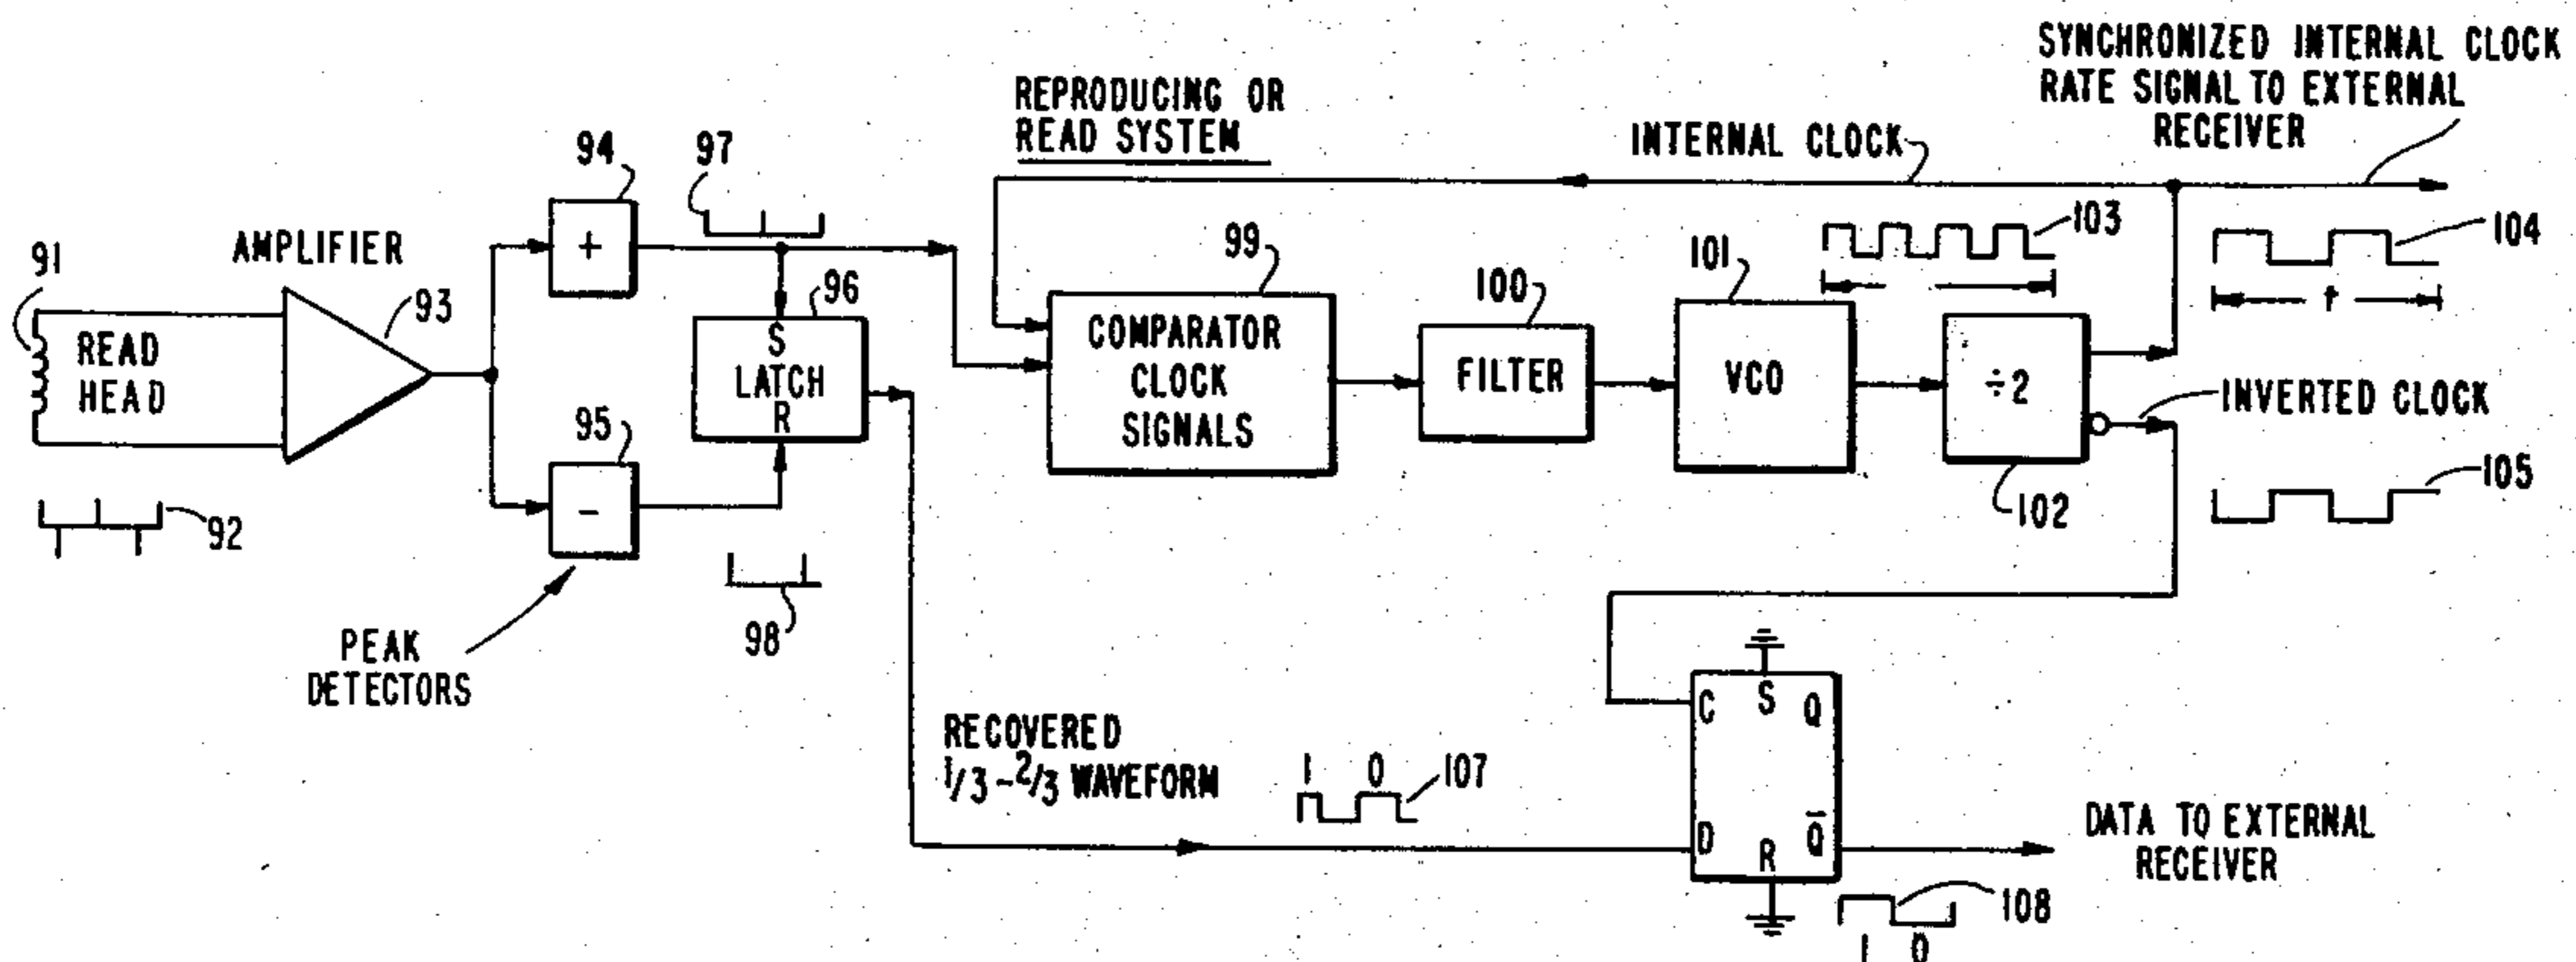 SYNCHRONIZED INTERNAL CLOCK
RATE SIGNAL TO EXTERNAL
RECEIVER
REPRODUCING OR
READ SYSTEM
INTERNAL CLOCK
94
97
103
104
91
AMPLIFIER
93
+
96
99
100
101
t
READ
HEAD
S
LATCH
R
COMPARATOR
CLOCK
SIGNALS
FILTER
VCO
÷2
INVERTED CLOCK
95
-
92
98
102
105
PEAK
DETECTORS
RECOVERED
1/3-2/3 WAVEFORM
1 0
107
C S Q
D R Q̅
DATA TO EXTERNAL
RECEIVER
108
1 0